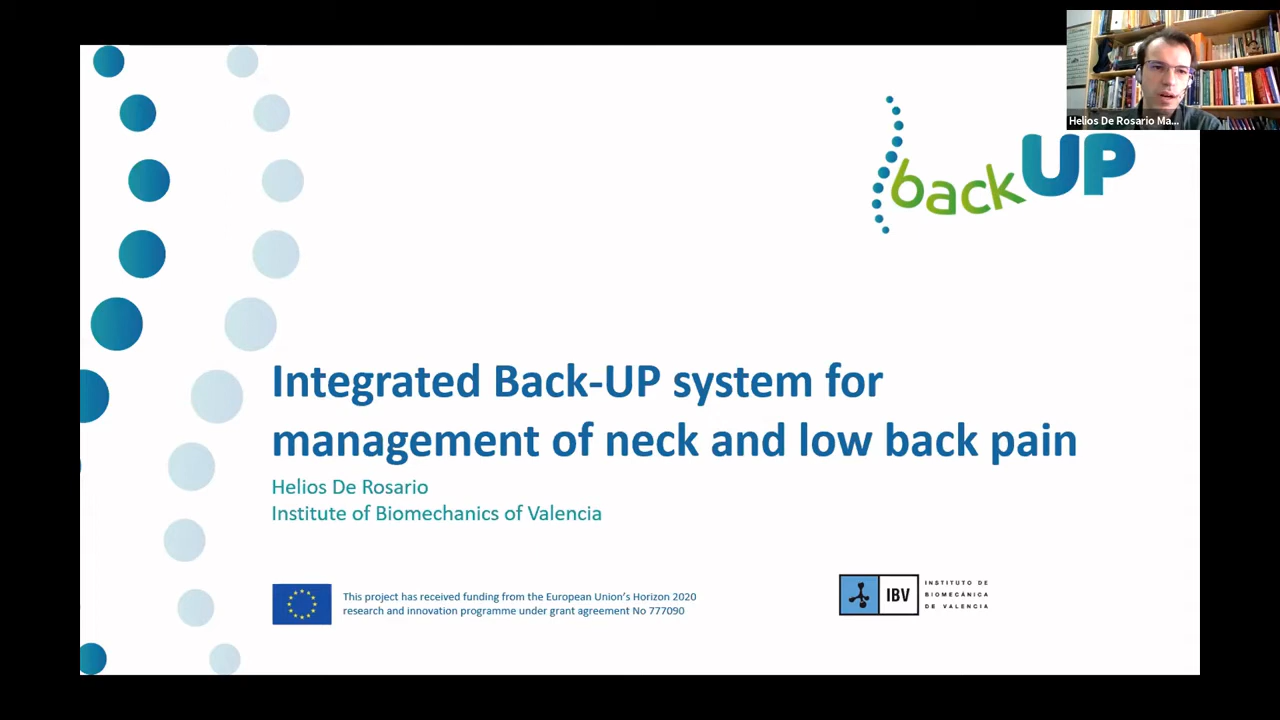 Helios De Rosario Ma...
backUP
Integrated Back-UP system for
management of neck and low back pain
Helios De Rosario
Institute of Biomechanics of Valencia
This project has received funding from the European Union's Horizon 2020
research and innovation programme under grant agreement No 777090
IBV
INSTITUTO DE
BIOMECÁNICA
DE VALENCIA